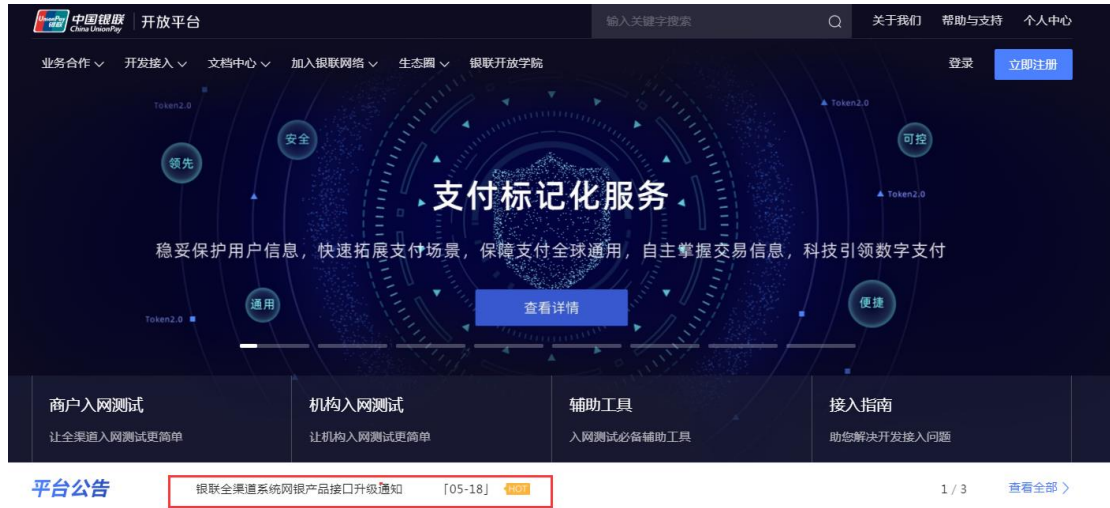 UnionPay 银联 中国银联 China UnionPay 开放平台 输入关键字搜索 关于我们 帮助与支持 个人中心
业务合作 开发接入 文档中心 加入银联网络 生态圈 银联开放学院 登录 立即注册
Token2.0 Token2.0
安全 可控
领先
支付标记化服务 Token2.0
稳妥保护用户信息，快速拓展支付场景，保障支付全球通用，自主掌握交易信息，科技引领数字支付
通用 查看详情 便捷
Token2.0
商户入网测试 机构入网测试 辅助工具 接入指南
让全渠道入网测试更简单 让机构入网测试更简单 入网测试必备辅助工具 助您解决开发接入问题
平台公告 银联全渠道系统网银产品接口升级通知 「05-18」 HOT 1 / 3 查看全部 〉